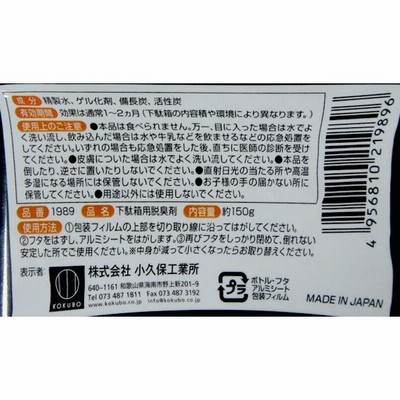 成 分 精製水、ゲル化剤、備長炭、活性炭
有効期間 効果は通常1~2ヵ月(下駄箱の内容積や環境により異なります。)
使用上のご注意 ●本品は食べられません。万一、目に入った場合は水でよ
く洗い流し、飲み込んだ場合は水や牛乳などを飲ませるなどの応急処置を
してください。いずれの場合も応急処置をした後、直ちに医師の診断を受け
てください。●皮膚についた場合は水でよく洗い流してください。●本品を
倒したり、逆さに置いたりしないでください。●直射日光の当たる所や高温
多湿になる場所には保管しないでください。●お子様の手の届かない所に
保管してください。
品 番 1989 品 名 下駄箱用脱臭剤 内容量 約150g
使用方法 ①包装フィルムの上部を切り取り線に沿ってはがしてください。
②フタをはずし、アルミシートをはがします。③再びフタをしっかり閉めて、倒れない
安定した所でご使用ください。※中身が減って小さくなったらお取り替えください。
表示者:
KOKUBO
株式会社 小久保工業所
640-1161 和歌山県海南市野上新209-1
Tel 073 487 1811 Fax 073 487 3192
www.kokubo.co.jp
プラ
ボトル・フタ
アルミシート
包装フィルム
MADE IN JAPAN
4 956810 219896